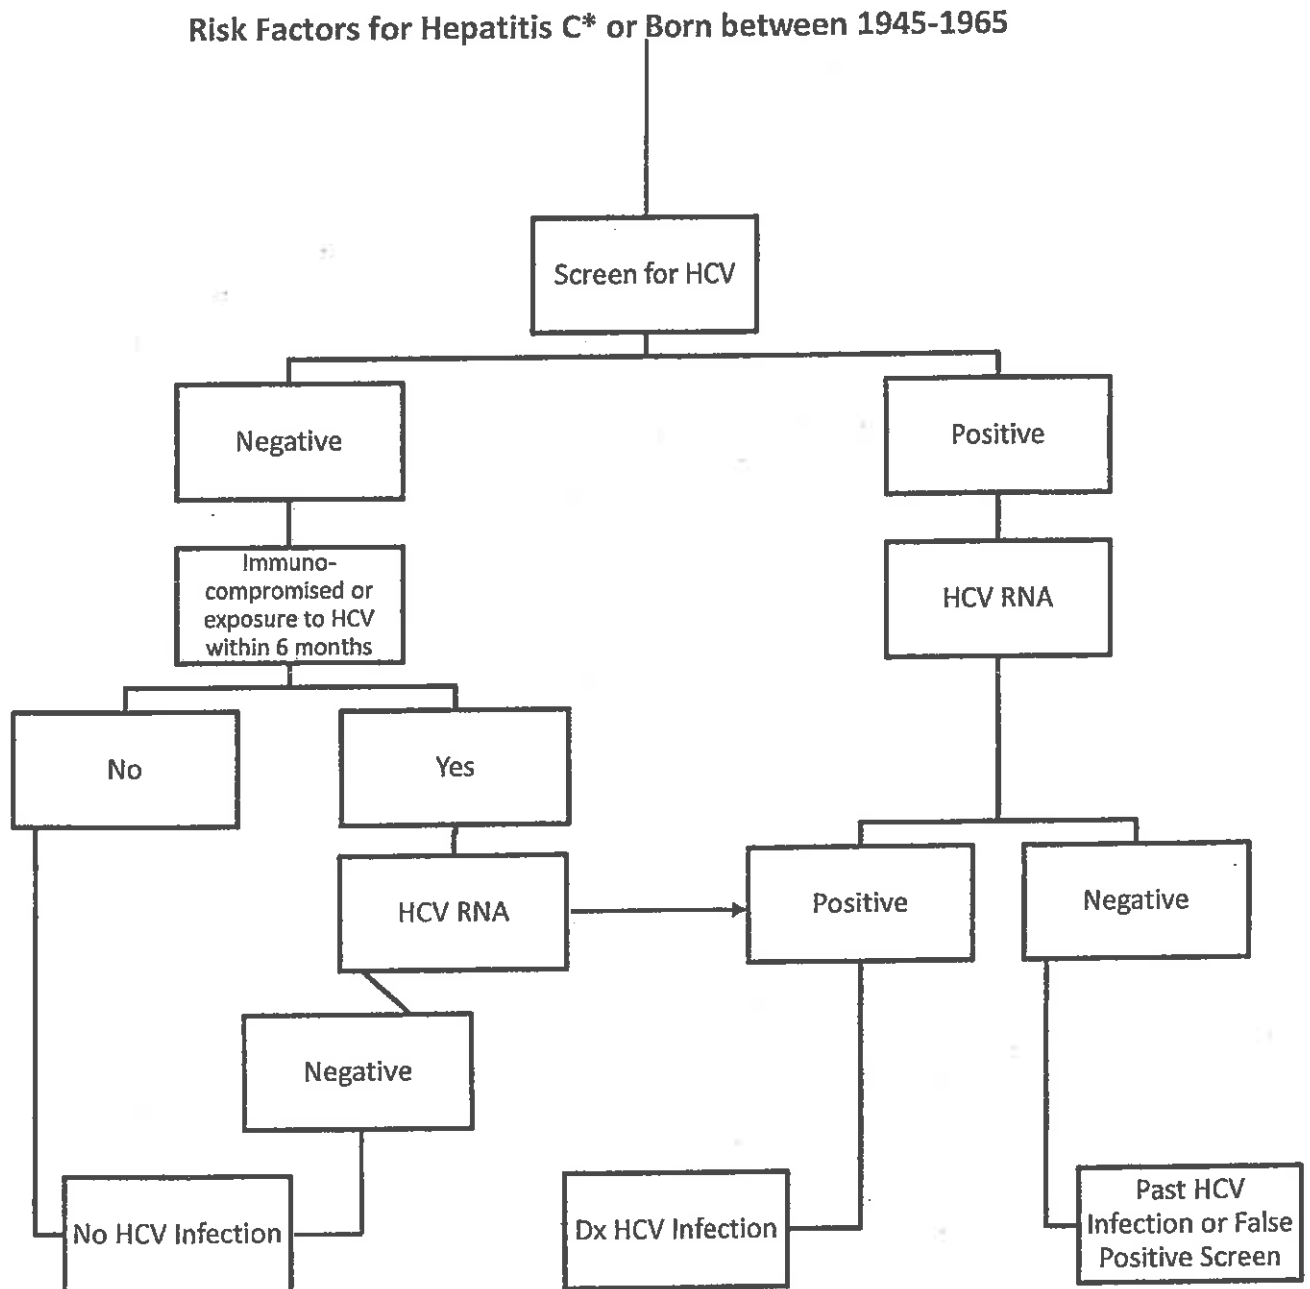 Risk Factors for Hepatitis C* or Born between 1945-1965
Screen for HCV
Negative
Positive
Immuno-
compromised or
exposure to HCV
within 6 months
HCV RNA
No
Yes
HCV RNA
Positive
Negative
Negative
No HCV Infection
Dx HCV Infection
Past HCV
Infection or False
Positive Screen